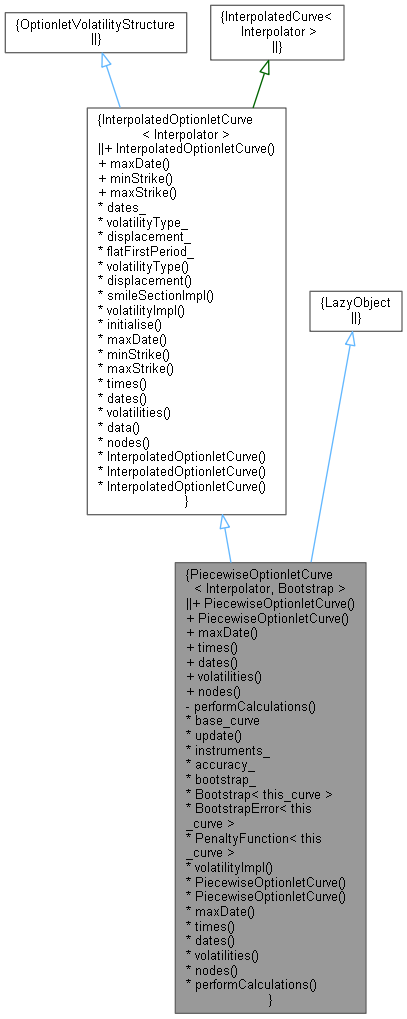 {OptionletVolatilityStructure
||}
{InterpolatedCurve<
Interpolator >
||}
{InterpolatedOptionletCurve
< Interpolator >
||+ InterpolatedOptionletCurve()
+ maxDate()
+ minStrike()
+ maxStrike()
* dates_
* volatilityType_
* displacement_
* flatFirstPeriod_
* volatilityType()
* displacement()
* smileSectionImpl()
* volatilityImpl()
* initialise()
* maxDate()
* minStrike()
* maxStrike()
* times()
* dates()
* volatilities()
* data()
* nodes()
* InterpolatedOptionletCurve()
* InterpolatedOptionletCurve()
* InterpolatedOptionletCurve()
}
{LazyObject
||}
{PiecewiseOptionletCurve
< Interpolator, Bootstrap >
||+ PiecewiseOptionletCurve()
+ PiecewiseOptionletCurve()
+ maxDate()
+ times()
+ dates()
+ volatilities()
+ nodes()
- performCalculations()
* base_curve
* update()
* instruments_
* accuracy_
* bootstrap_
* Bootstrap< this_curve >
* BootstrapError< this
_curve >
* PenaltyFunction< this
_curve >
* volatilityImpl()
* PiecewiseOptionletCurve()
* PiecewiseOptionletCurve()
* maxDate()
* times()
* dates()
* volatilities()
* nodes()
* performCalculations()
}